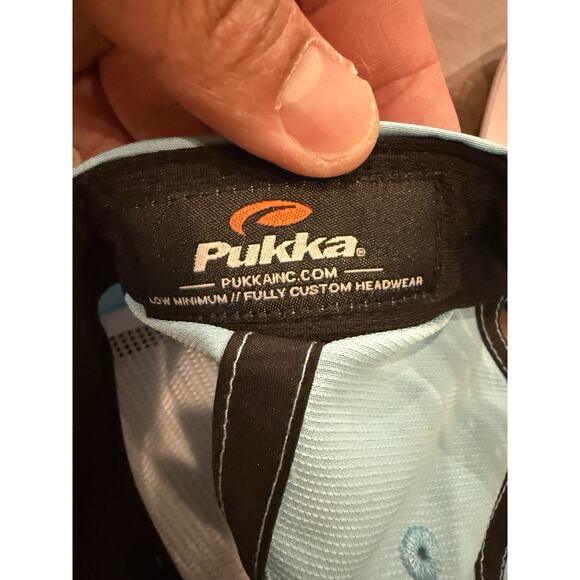 Pukka®
PUKKAINC.COM
LOW MINIMUM // FULLY CUSTOM HEADWEAR